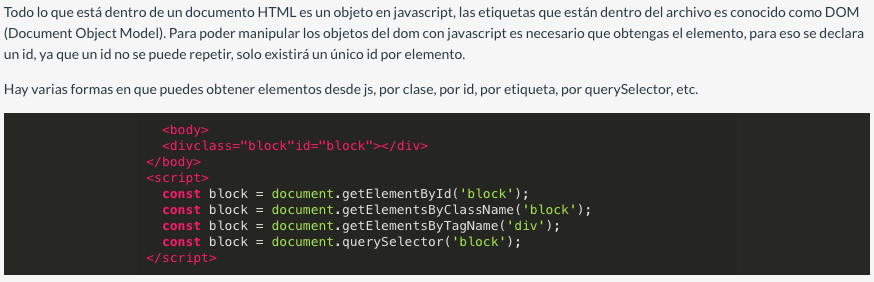 Todo lo que está dentro de un documento HTML es un objeto en javascript, las etiquetas que están dentro del archivo es conocido como DOM
(Document Object Model). Para poder manipular los objetos del dom con javascript es necesario que obtengas el elemento, para eso se declara
un id, ya que un id no se puede repetir, solo existirá un único id por elemento.
Hay varias formas en que puedes obtener elementos desde js, por clase, por id, por etiqueta, por querySelector, etc.
<body>
<divclass="block"id="block"></div>
</body>
<script>
const block = document.getElementById('block');
const block = document.getElementsByClassName('block');
const block = document.getElementsByTagName('div');
const block = document.querySelector('block');
</script>